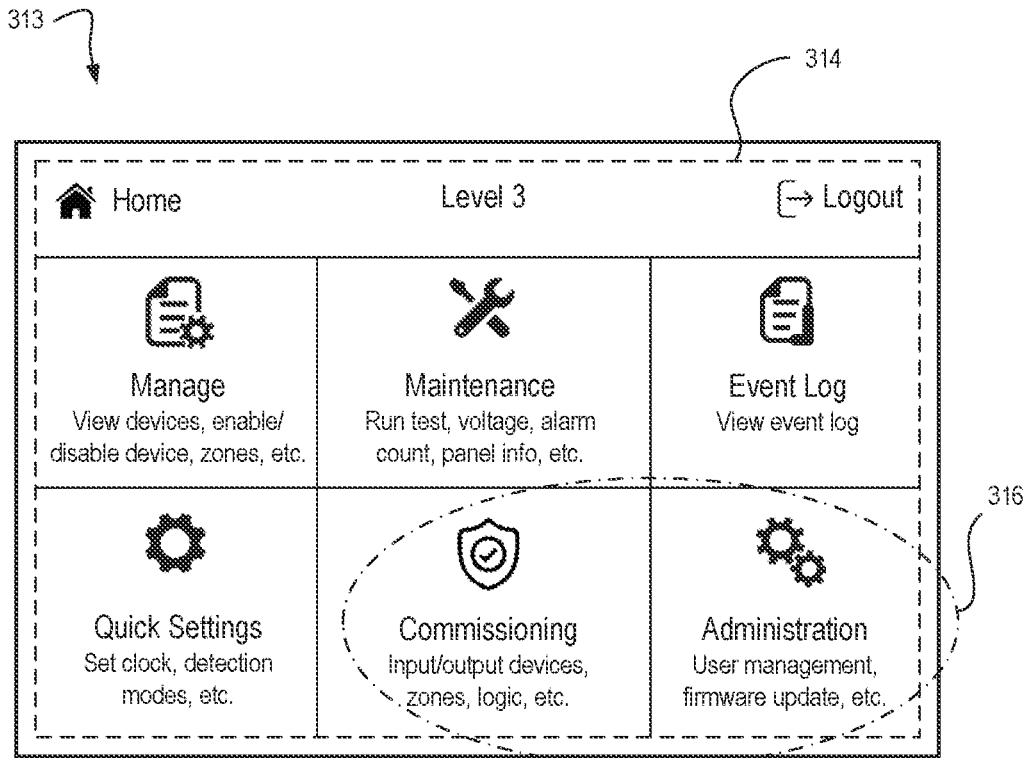 313
314
Home
Level 3
Logout
Manage
View devices, enable/
disable device, zones, etc.
Maintenance
Run test, voltage, alarm
count, panel info, etc.
Event Log
View event log
316
Quick Settings
Set clock, detection
modes, etc.
Commissioning
Input/output devices,
zones, logic, etc.
Administration
User management,
firmware update, etc.